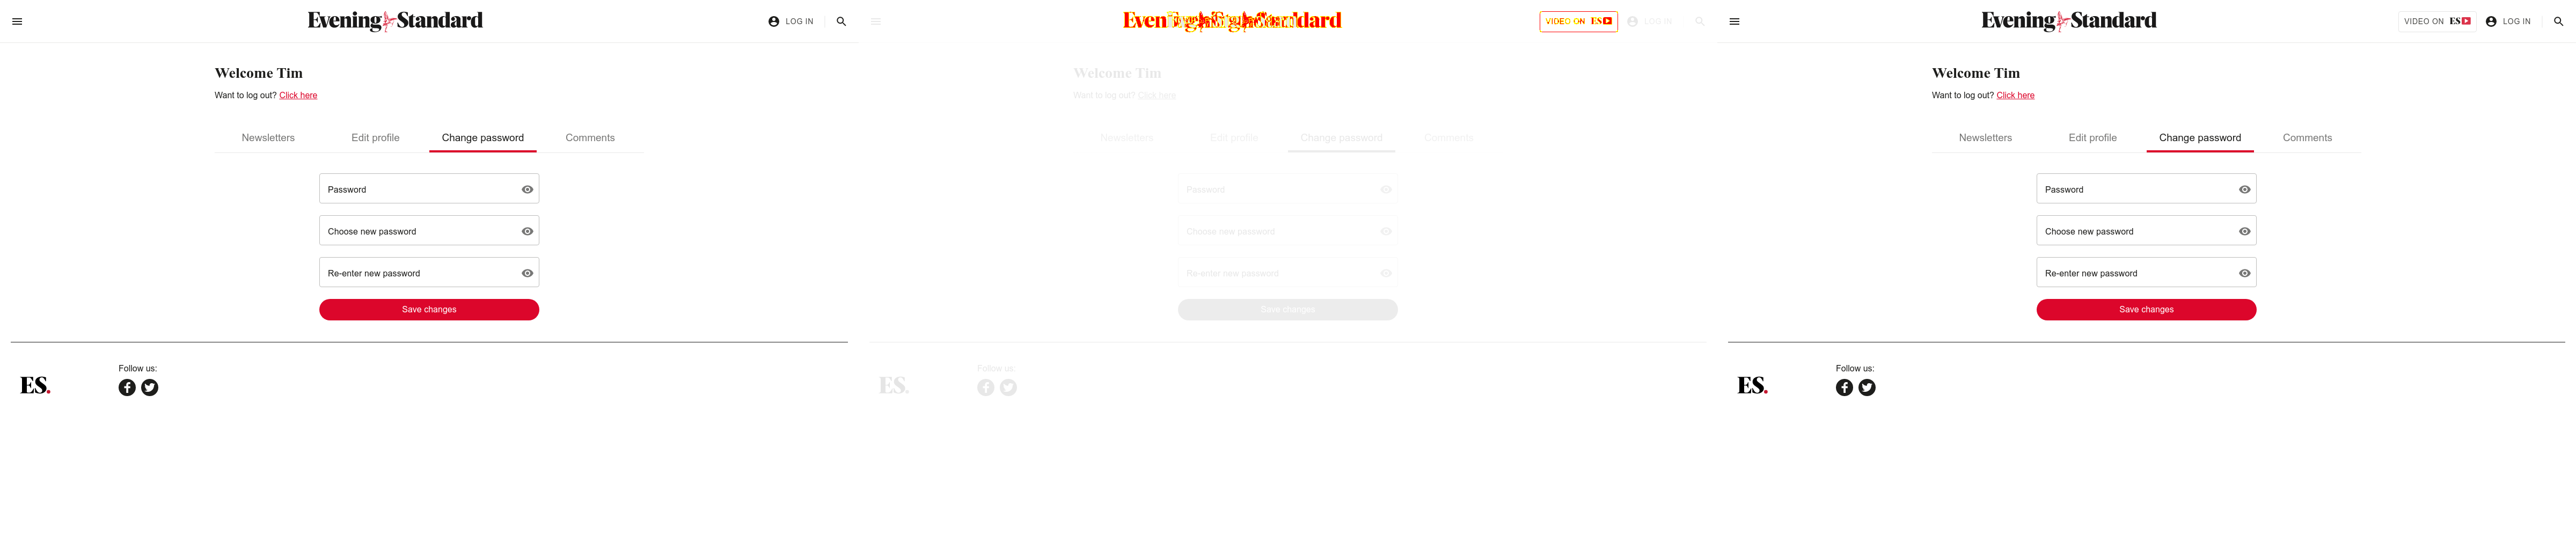 Evening Standard
LOG IN
Welcome Tim
Want to log out? Click here
Newsletters Edit profile Change password Comments
Password
Choose new password
Re-enter new password
Save changes
ES.
Follow us:
VIDEO ON ES
LOG IN
Welcome Tim
Want to log out? Click here
Newsletters Edit profile Change password Comments
Password
Choose new password
Re-enter new password
Save changes
ES.
Follow us:
Evening Standard
VIDEO ON ES
LOG IN
Welcome Tim
Want to log out? Click here
Newsletters Edit profile Change password Comments
Password
Choose new password
Re-enter new password
Save changes
ES.
Follow us: